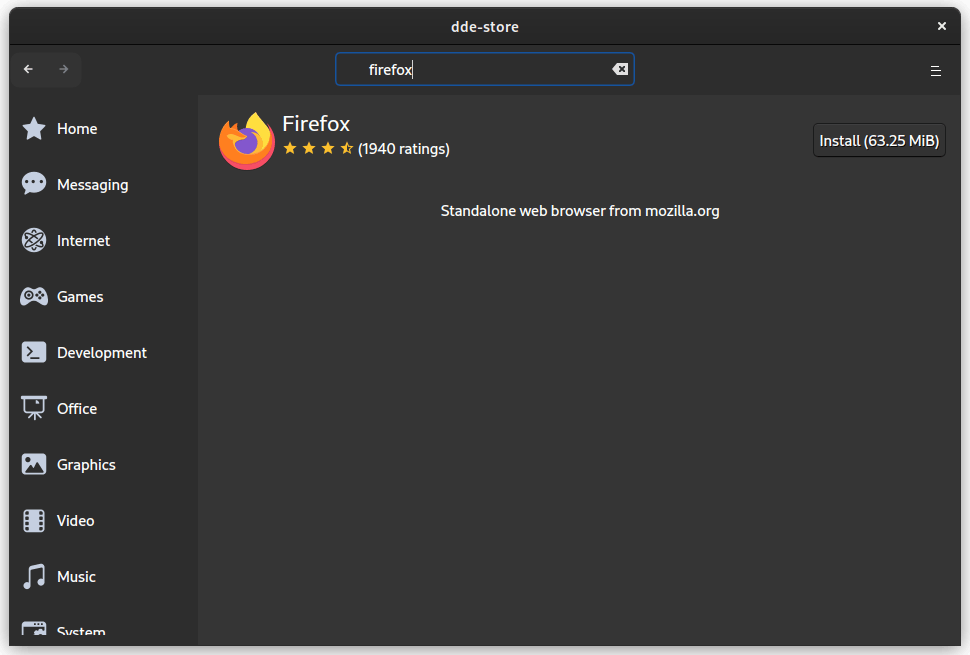 dde-store
firefox
Home
Messaging
Internet
Games
Development
Office
Graphics
Video
Music
System
Firefox
(1940 ratings)
Install (63.25 MiB)
Standalone web browser from mozilla.org